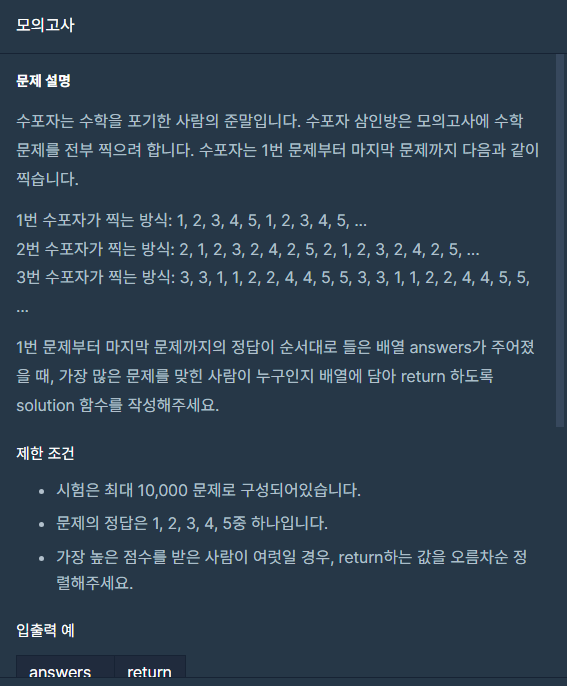 모의고사
문제 설명
수포자는 수학을 포기한 사람의 준말입니다. 수포자 삼인방은 모의고사에 수학
문제를 전부 찍으려 합니다. 수포자는 1번 문제부터 마지막 문제까지 다음과 같이
찍습니다.
1번 수포자가 찍는 방식: 1, 2, 3, 4, 5, 1, 2, 3, 4, 5, ...
2번 수포자가 찍는 방식: 2, 1, 2, 3, 2, 4, 2, 5, 2, 1, 2, 3, 2, 4, 2, 5, ...
3번 수포자가 찍는 방식: 3, 3, 1, 1, 2, 2, 4, 4, 5, 5, 3, 3, 1, 1, 2, 2, 4, 4, 5, 5,
...
1번 문제부터 마지막 문제까지의 정답이 순서대로 들은 배열 answers가 주어졌
을 때, 가장 많은 문제를 맞힌 사람이 누구인지 배열에 담아 return 하도록
solution 함수를 작성해주세요.
제한 조건
• 시험은 최대 10,000 문제로 구성되어있습니다.
• 문제의 정답은 1, 2, 3, 4, 5중 하나입니다.
• 가장 높은 점수를 받은 사람이 여럿일 경우, return하는 값을 오름차순 정
렬해주세요.
입출력 예
answers return